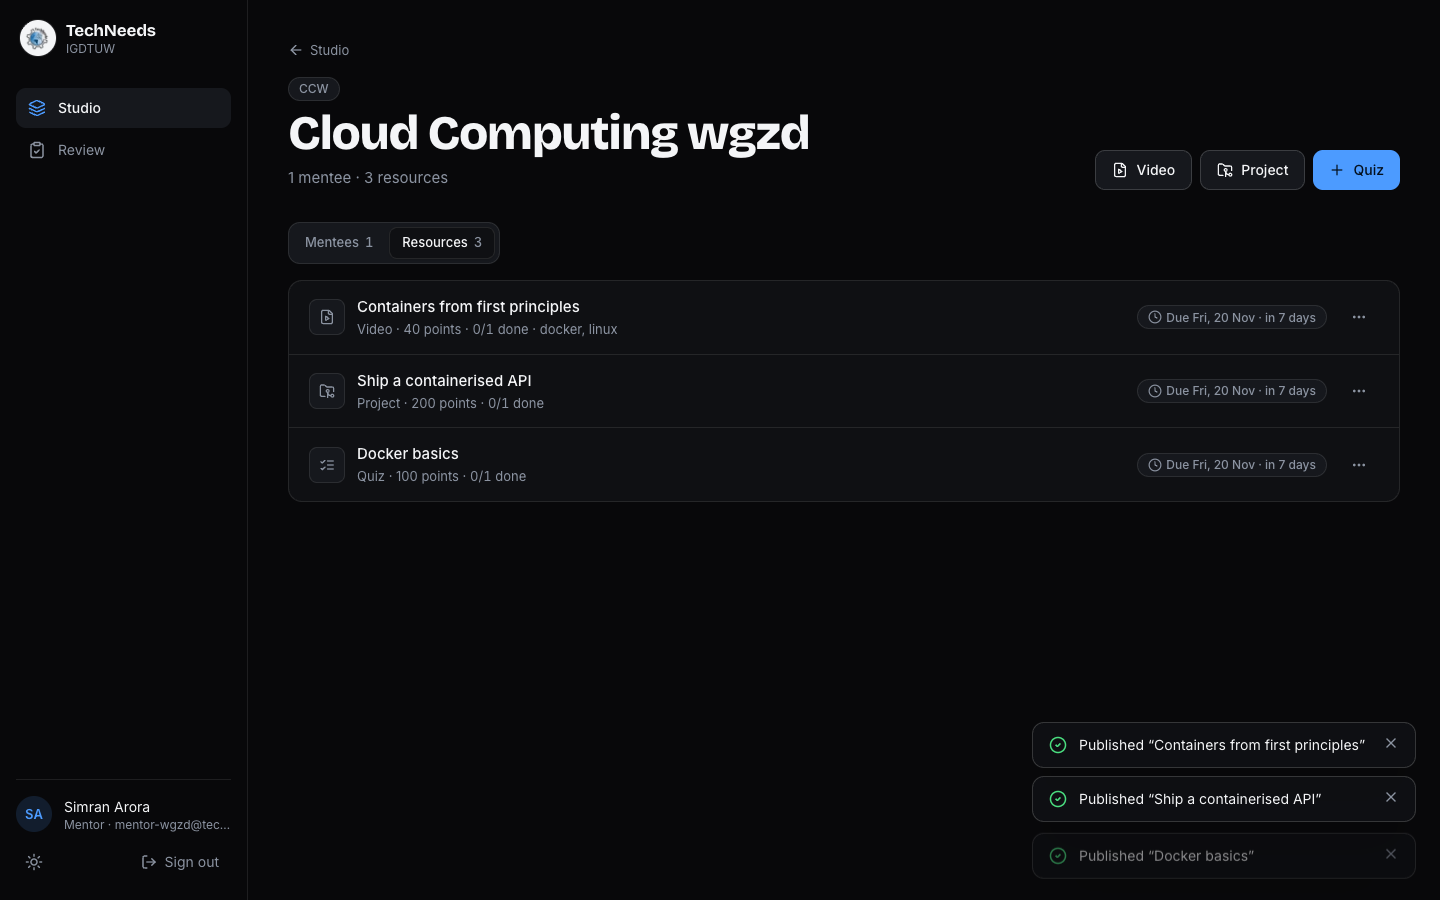 TechNeeds
IGDTUW
Studio
Review
Studio
CCW
Cloud Computing wgzd
1 mentee · 3 resources
Video
Project
Quiz
Mentees 1
Resources 3
Containers from first principles
Video · 40 points · 0/1 done · docker, linux
Due Fri, 20 Nov · in 7 days
Ship a containerised API
Project · 200 points · 0/1 done
Due Fri, 20 Nov · in 7 days
Docker basics
Quiz · 100 points · 0/1 done
Due Fri, 20 Nov · in 7 days
Published “Containers from first principles”
Published “Ship a containerised API”
Published “Docker basics”
SA
Simran Arora
Mentor · mentor-wgzd@tec...
Sign out